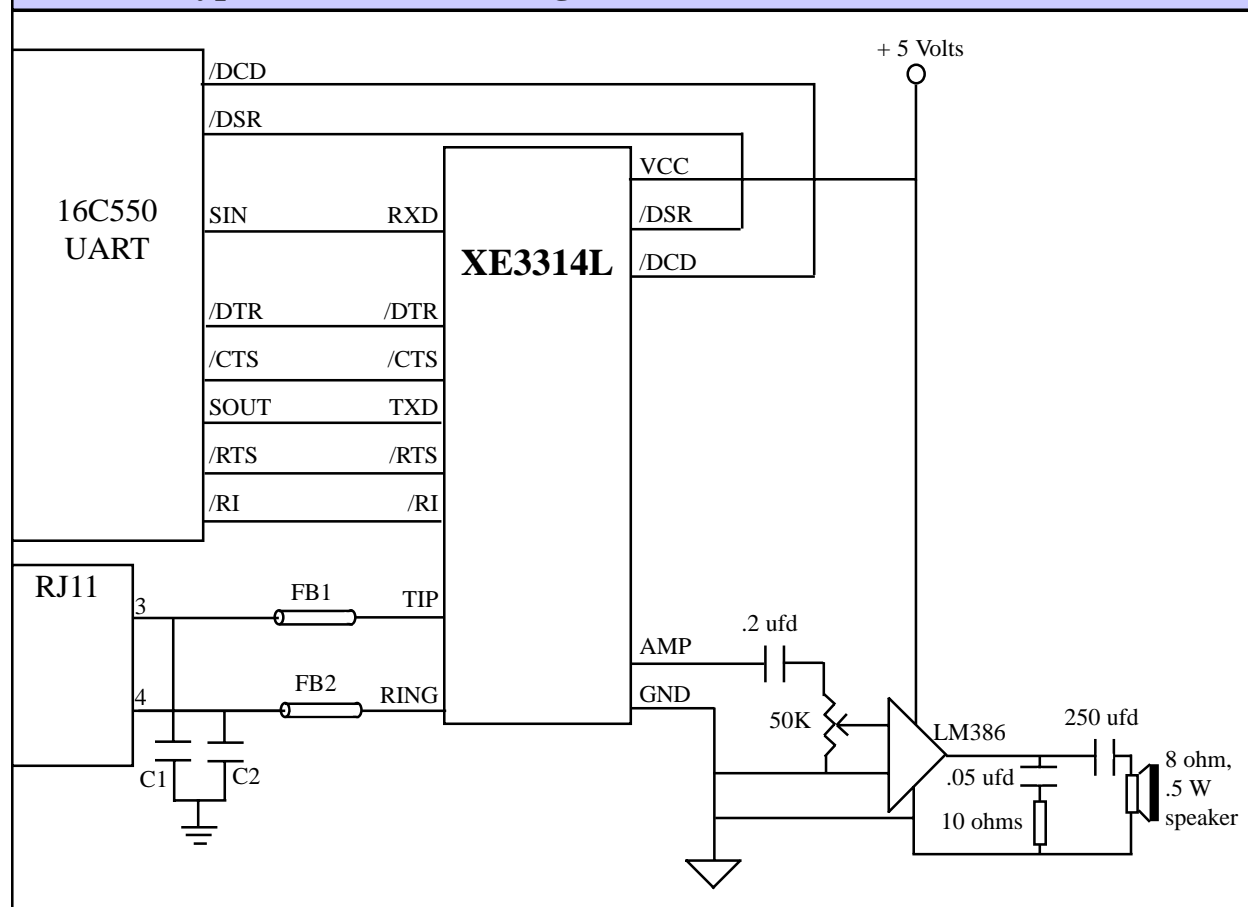 + 5 Volts
/DCD
/DSR
16C550
UART
SIN
/DTR
/CTS
SOUT
/RTS
/RI
RXD
/DTR
/CTS
TXD
/RTS
/RI
XE3314L
VCC
/DSR
/DCD
RJ11
3
4
FB1
FB2
TIP
RING
C1
C2
AMP
GND
.2 ufd
50K
LM386
250 ufd
.05 ufd
10 ohms
8 ohm,
.5 W
speaker